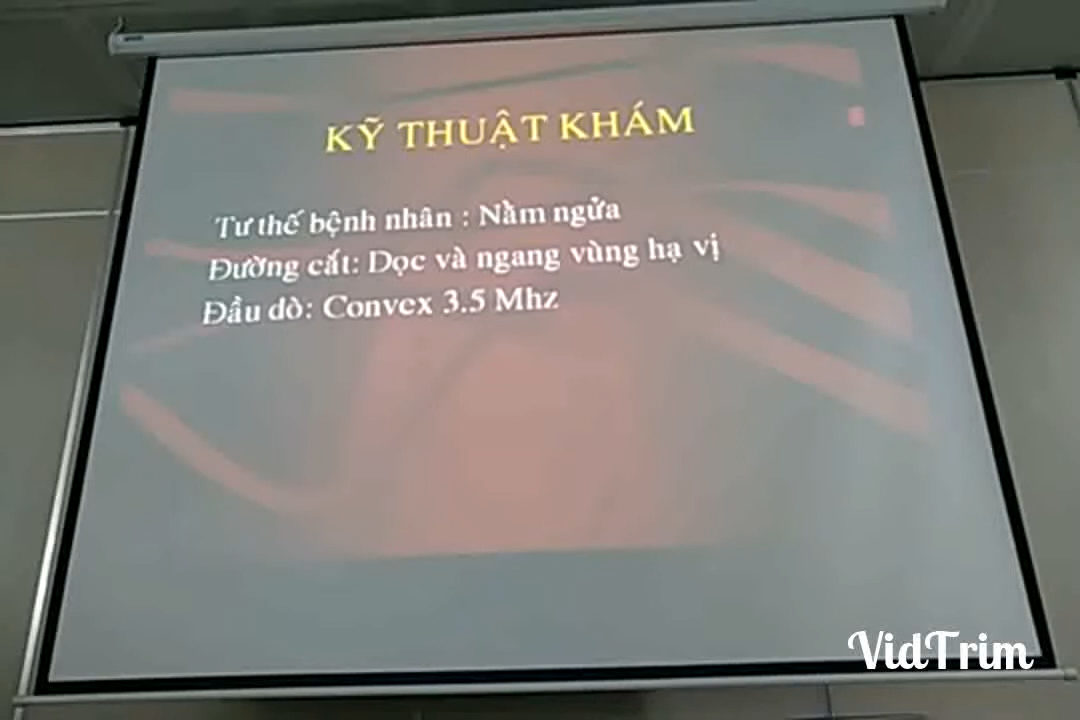 KỸ THUẬT KHÁM
Tư thế bệnh nhân : Nằm ngửa
Đường cắt: Dọc và ngang vùng hạ vị
Đầu dò: Convex 3.5 Mhz
VidTrim